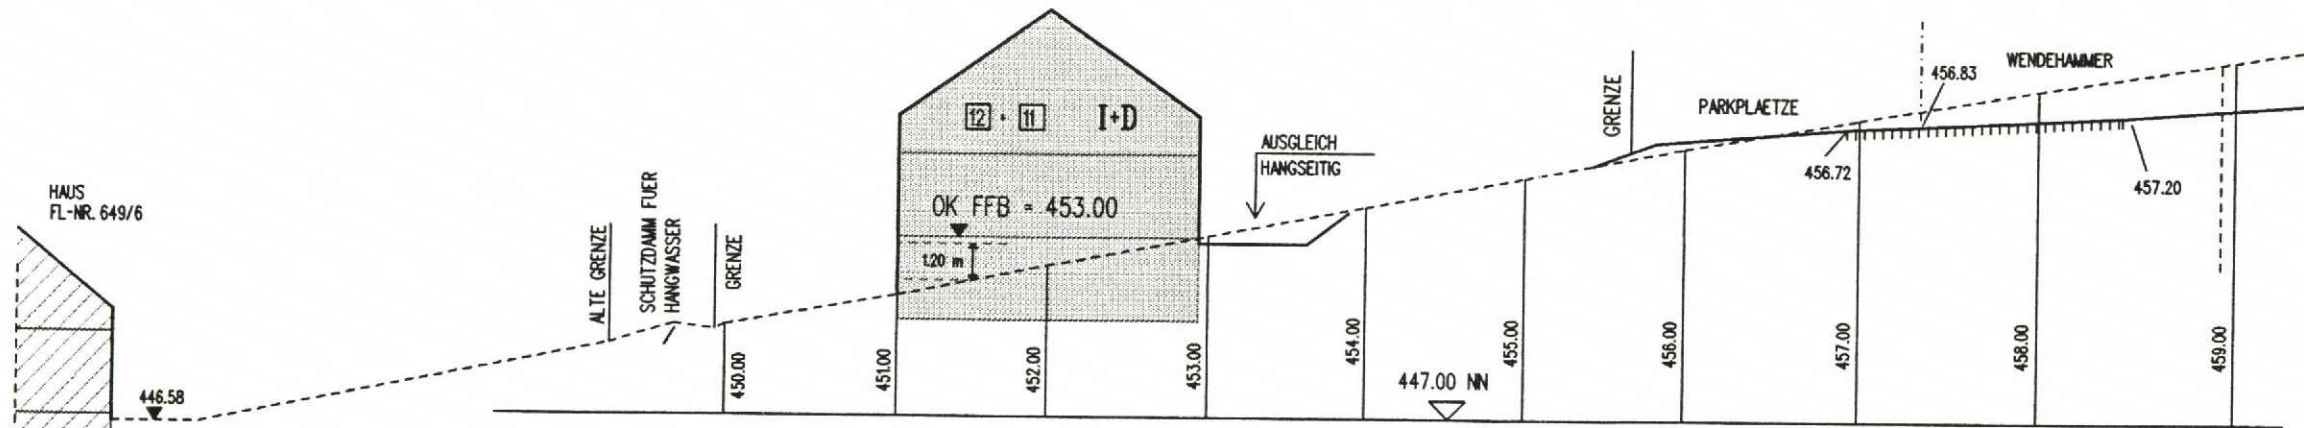 HAUS
FL-NR. 649/6
446.58
ALTE GRENZE
SCHUTZDAMM FUER
HANGWASSER
GRENZE
450.00
12 · 11 I+D
OK FFB = 453.00
1.20 m
451.00
452.00
453.00
AUSGLEICH
HANGSEITIG
454.00
447.00 NN
455.00
GRENZE
456.00
PARKPLAETZE
456.83
WENDEHAMMER
456.72
457.20
457.00
458.00
459.00